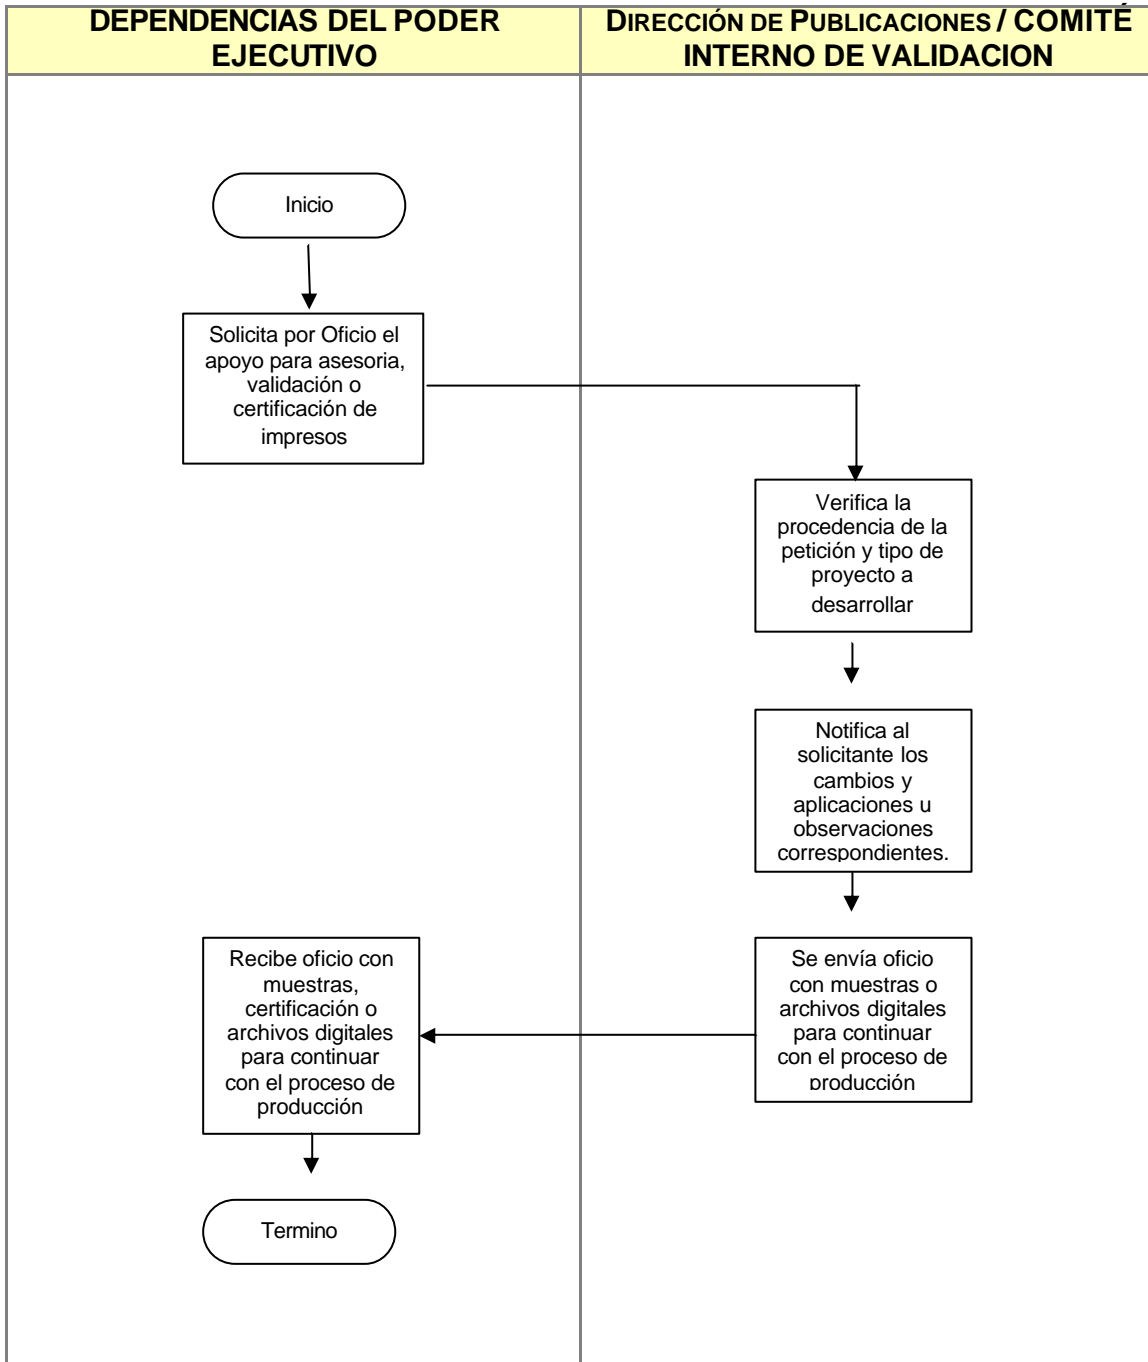 DEPENDENCIAS DEL PODER
EJECUTIVO
DIRECCIÓN DE PUBLICACIONES / COMITÉ
INTERNO DE VALIDACION
Inicio
Solicita por Oficio el
apoyo para asesoria,
validación o
certificación de
impresos
Verifica la
procedencia de la
petición y tipo de
proyecto a
desarrollar
Notifica al
solicitante los
cambios y
aplicaciones u
observaciones
correspondientes.
Se envía oficio
con muestras o
archivos digitales
para continuar
con el proceso de
producción
Recibe oficio con
muestras,
certificación o
archivos digitales
para continuar
con el proceso de
producción
Termino